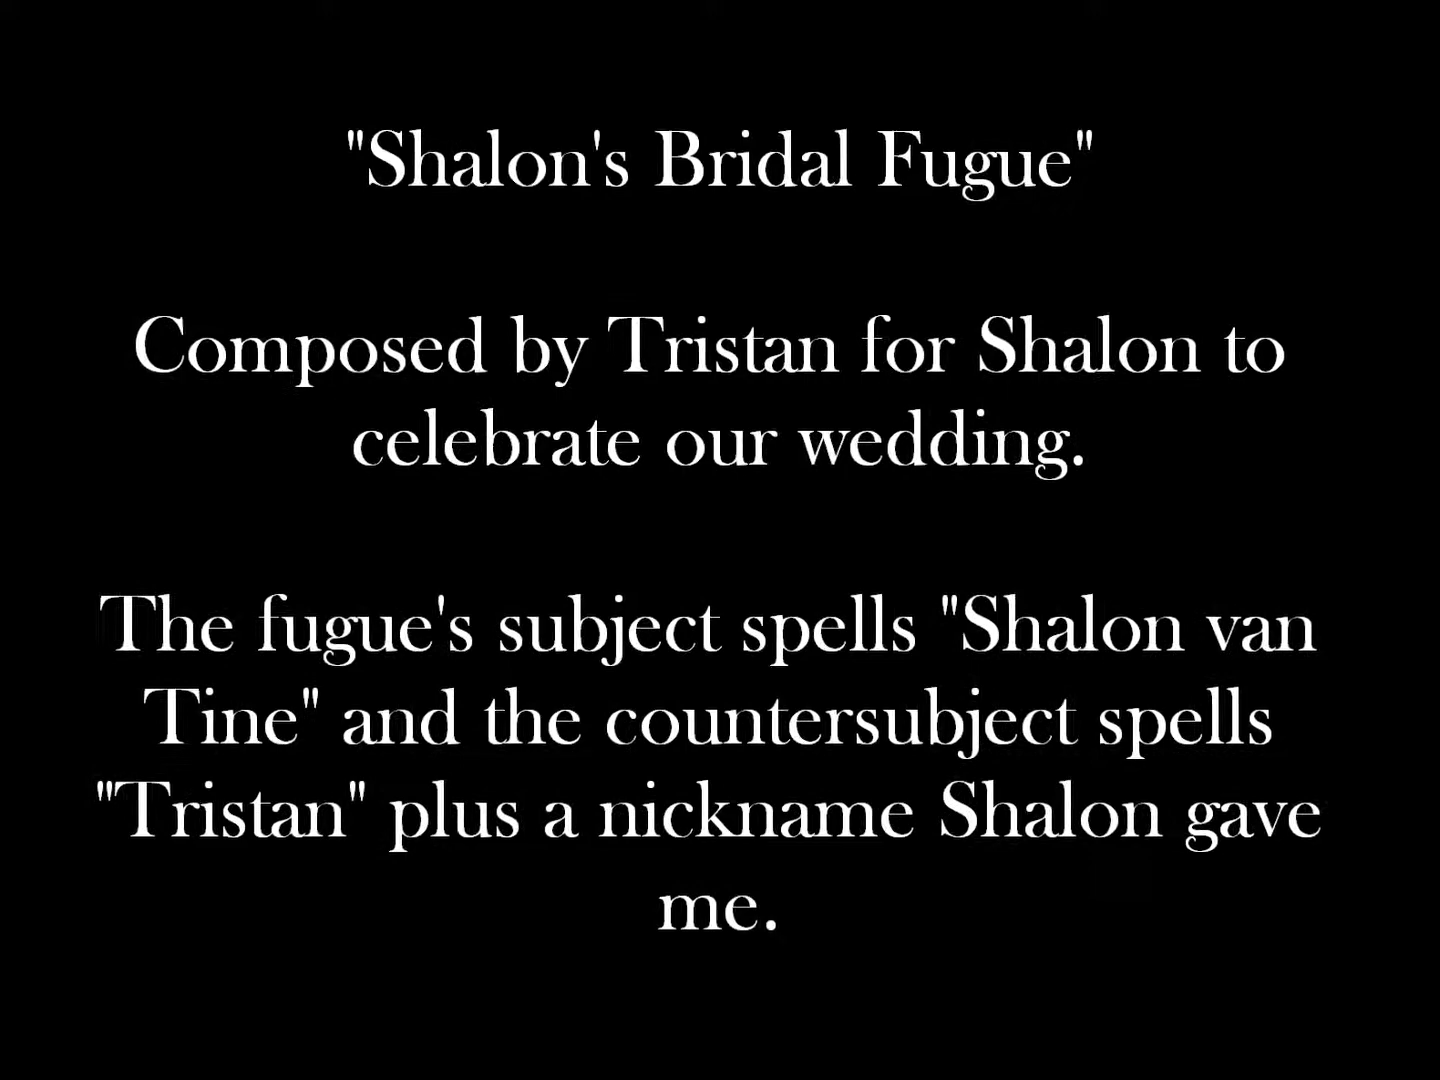 "Shalon's Bridal Fugue"
Composed by Tristan for Shalon to
celebrate our wedding.
The fugue's subject spells "Shalon van
Tine" and the countersubject spells
"Tristan" plus a nickname Shalon gave
me.